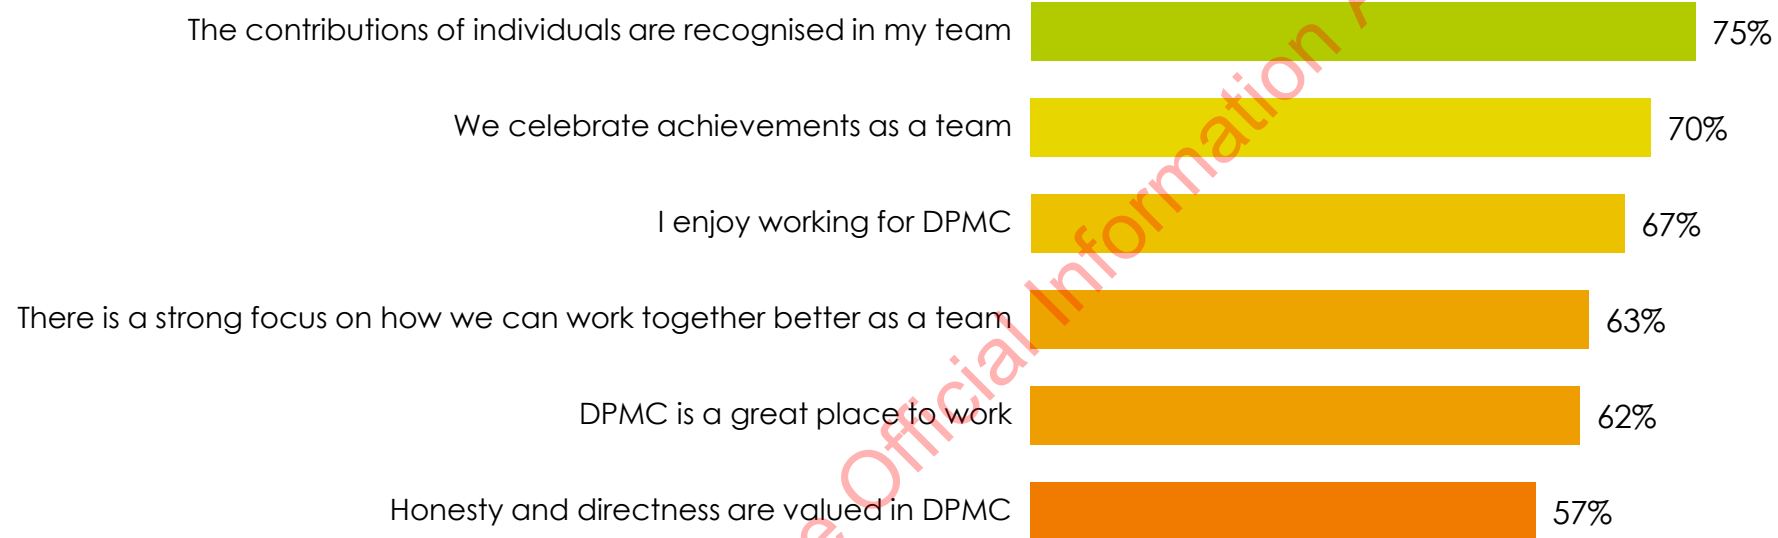 The contributions of individuals are recognised in my team 75%
We celebrate achievements as a team 70%
I enjoy working for DPMC 67%
There is a strong focus on how we can work together better as a team 63%
DPMC is a great place to work 62%
Honesty and directness are valued in DPMC 57%
Official Information